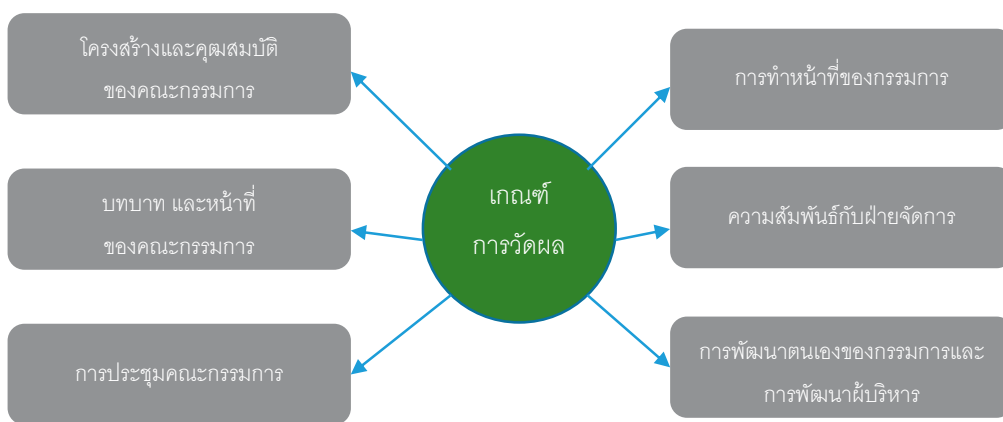 โครงสร้างและคุณสมบัติ
ของคณะกรรมการ
บทบาท และหน้าที่
ของคณะกรรมการ
การประชุมคณะกรรมการ
เกณฑ์
การวัดผล
การทำหน้าที่ของกรรมการ
ความสัมพันธ์กับฝ่ายจัดการ
การพัฒนาตนเองของกรรมการและ
การพัฒนาผู้บริหาร